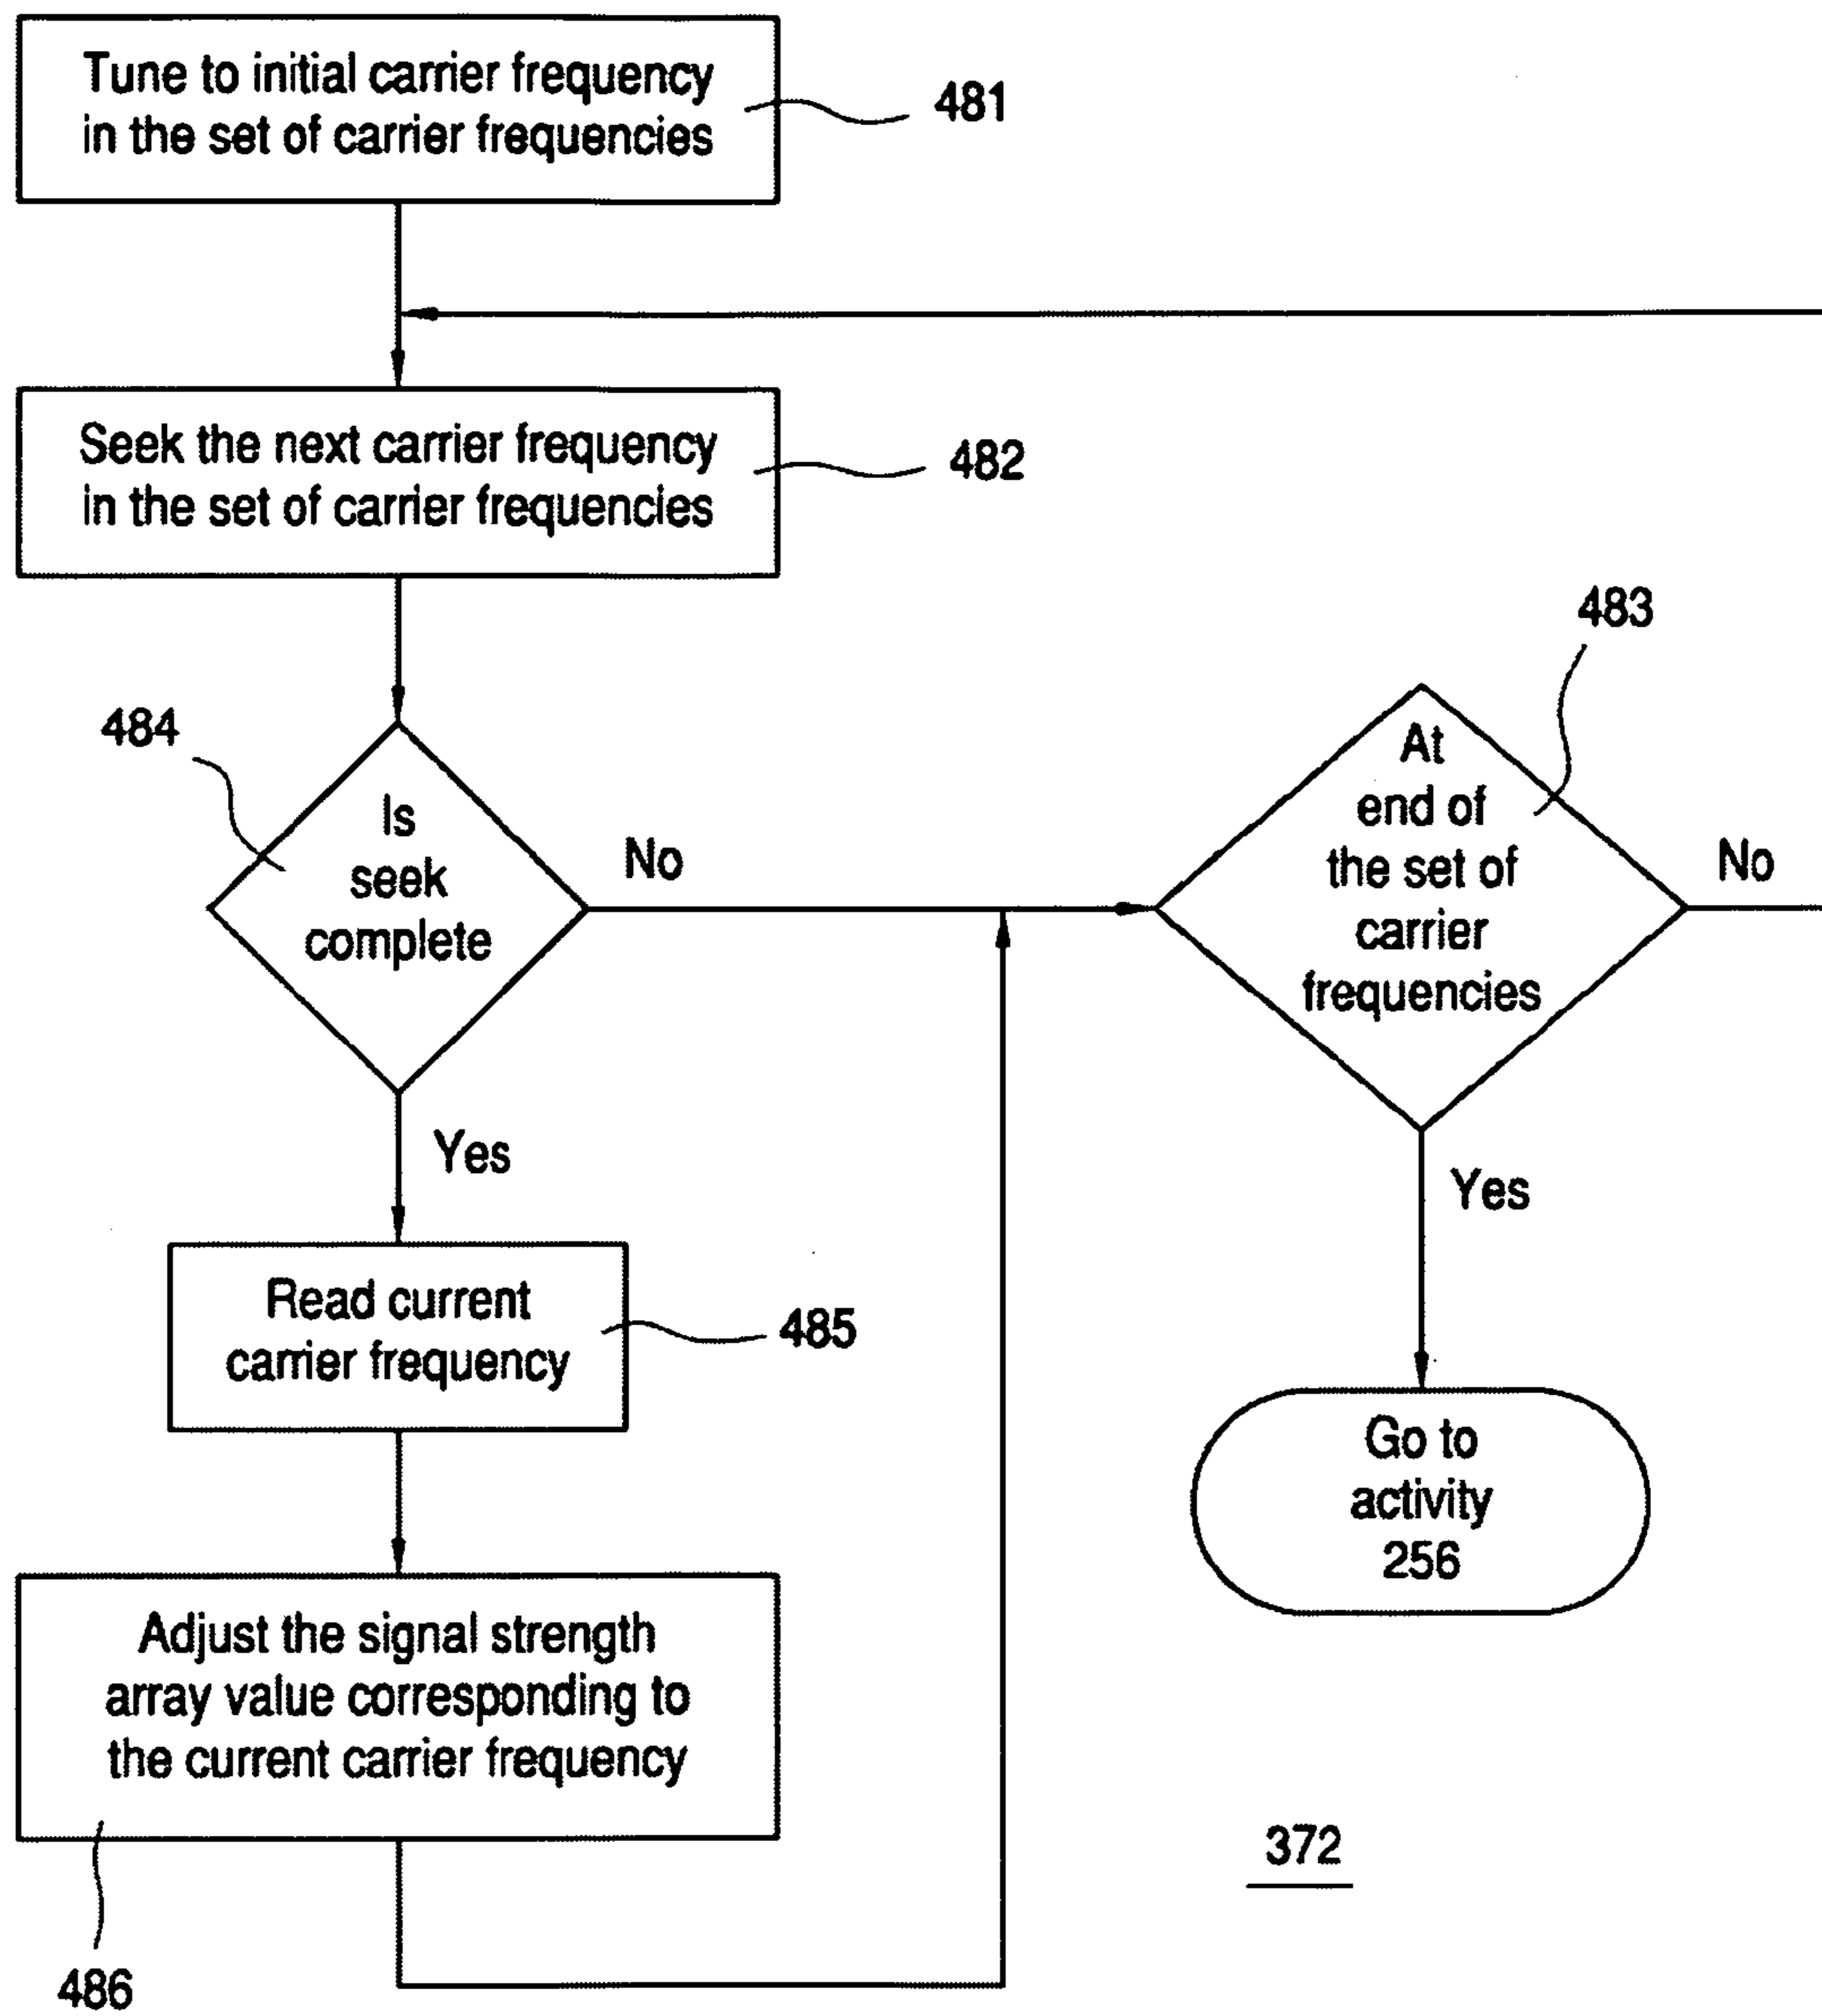 Tune to initial carrier frequency
in the set of carrier frequencies
481
Seek the next carrier frequency
in the set of carrier frequencies
482
484
Is
seek
complete
No
Yes
483
At
end of
the set of
carrier
frequencies
No
Yes
Read current
carrier frequency
485
Go to
activity
256
Adjust the signal strength
array value corresponding to
the current carrier frequency
486
372